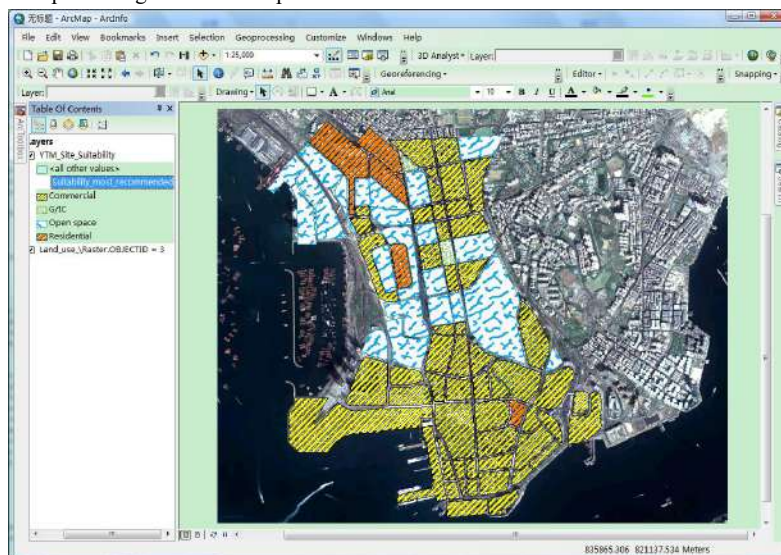 无标题 - ArcMap - ArcInfo
File Edit View Bookmarks Insert Selection Geoprocessing Customize Windows Help
1:25,000
3D Analyst
Layer:
Georeferencing
Editor
Snapping
Layer:
Drawing
Arial
10
B I U A
Table Of Contents
ArcToolbox
ayers
YTM_Site_Suitability
<all other values>
Suitability_most_recommended
Commercial
G/IC
Open space
Residential
Land_use_\Raster.OBJECTID = 3
835865.306 821137.534 Meters